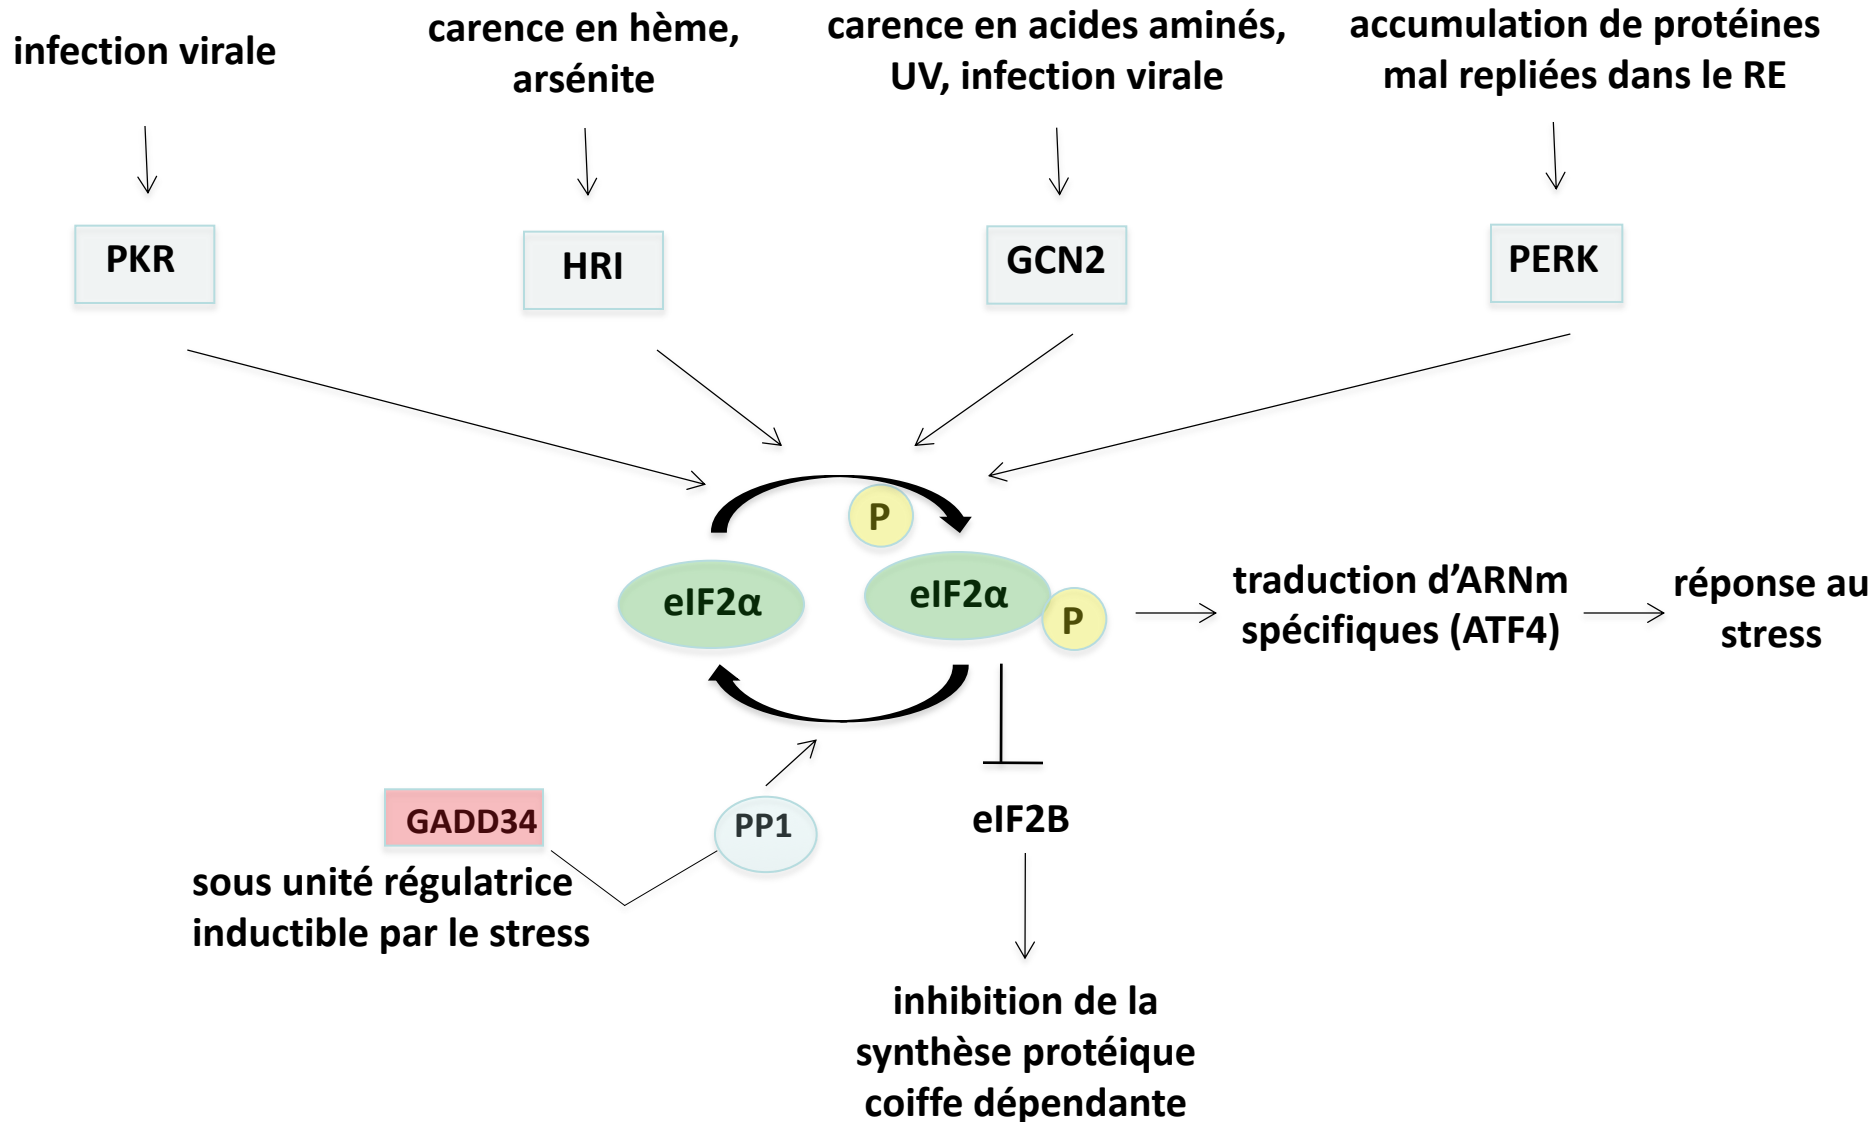 infection virale
carence en hème,
arsénite
carence en acides aminés,
UV, infection virale
accumulation de protéines
mal repliées dans le RE
PKR
HRI
GCN2
PERK
P
eIF2α
eIF2α
P
traduction d’ARNm
spécifiques (ATF4)
réponse au
stress
GADD34
sous unité régulatrice
inductible par le stress
PP1
eIF2B
inhibition de la
synthèse protéique
coiffe dépendante